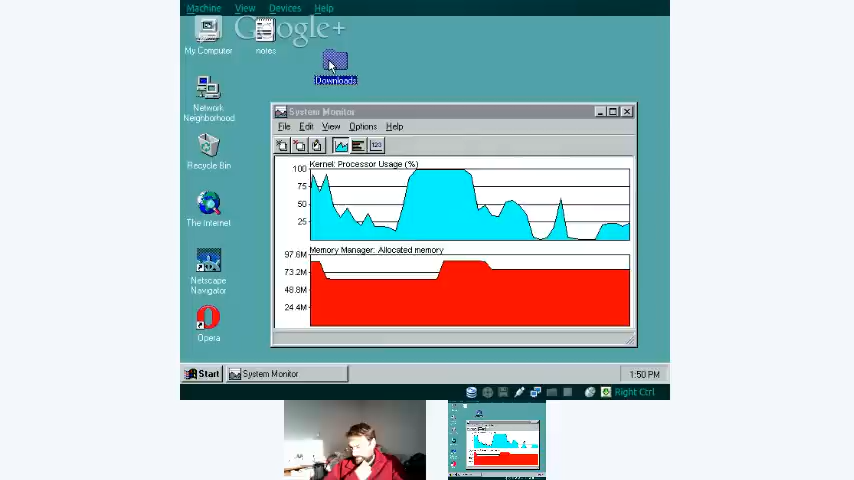 Machine View Devices Help
Google+
My Computer
notes
Downloads
Network
Neighborhood
Recycle Bin
The Internet
Netscape
Navigator
Opera
System Monitor
File Edit View Options Help
123
Kernel: Processor Usage (%)
100
75
50
25
Memory Manager: Allocated memory
97.6M
73.2M
48.8M
24.4M
Start
System Monitor
1:50 PM
Right Ctrl